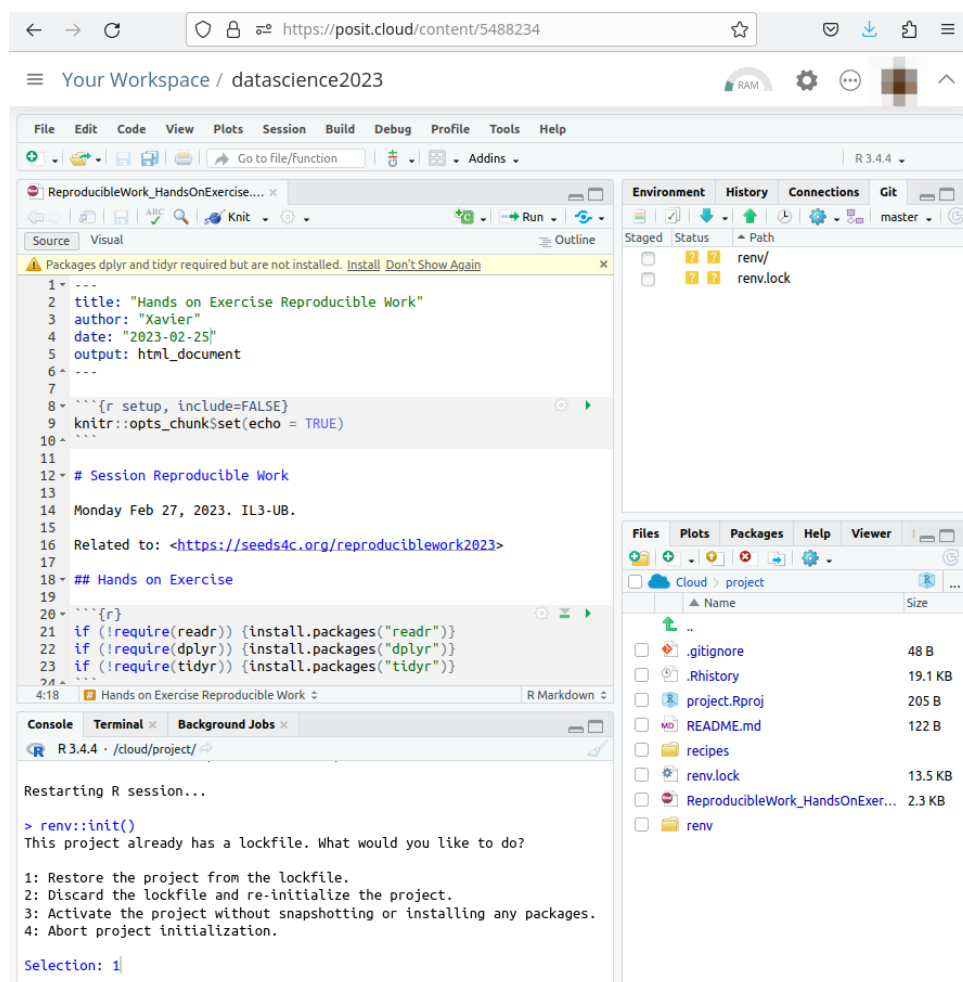 https://posit.cloud/content/5488234
Your Workspace / datascience2023
RAM
File Edit Code View Plots Session Build Debug Profile Tools Help
Go to file/function
Addins
R 3.4.4
ReproducibleWork_HandsOnExercise....
ABC
Knit
Run
Source Visual
Outline
Packages dplyr and tidyr required but are not installed. Install Don't Show Again
1 ---
2 title: "Hands on Exercise Reproducible Work"
3 author: "Xavier"
4 date: "2023-02-25"
5 output: html_document
6 ---
7
8 ```{r setup, include=FALSE}
9 knitr::opts_chunk$set(echo = TRUE)
10 ```
11
12 # Session Reproducible Work
13
14 Monday Feb 27, 2023. IL3-UB.
15
16 Related to: <https://seeds4c.org/reproduciblework2023>
17
18 ## Hands on Exercise
19
20 ```{r}
21 if (!require(readr)) {install.packages("readr")}
22 if (!require(dplyr)) {install.packages("dplyr")}
23 if (!require(tidyr)) {install.packages("tidyr")}
24 ```
4:18 # Hands on Exercise Reproducible Work R Markdown
Console Terminal Background Jobs
R 3.4.4 · /cloud/project/
Restarting R session...
> renv::init()
This project already has a lockfile. What would you like to do?
1: Restore the project from the lockfile.
2: Discard the lockfile and re-initialize the project.
3: Activate the project without snapshotting or installing any packages.
4: Abort project initialization.
Selection: 1
Environment History Connections Git
master
Staged Status Path
? ? renv/
? ? renv.lock
Files Plots Packages Help Viewer
Cloud > project
...
Name Size
..
.gitignore 48 B
.Rhistory 19.1 KB
project.Rproj 205 B
MD README.md 122 B
recipes
renv.lock 13.5 KB
ReproducibleWork_HandsOnExer... 2.3 KB
renv